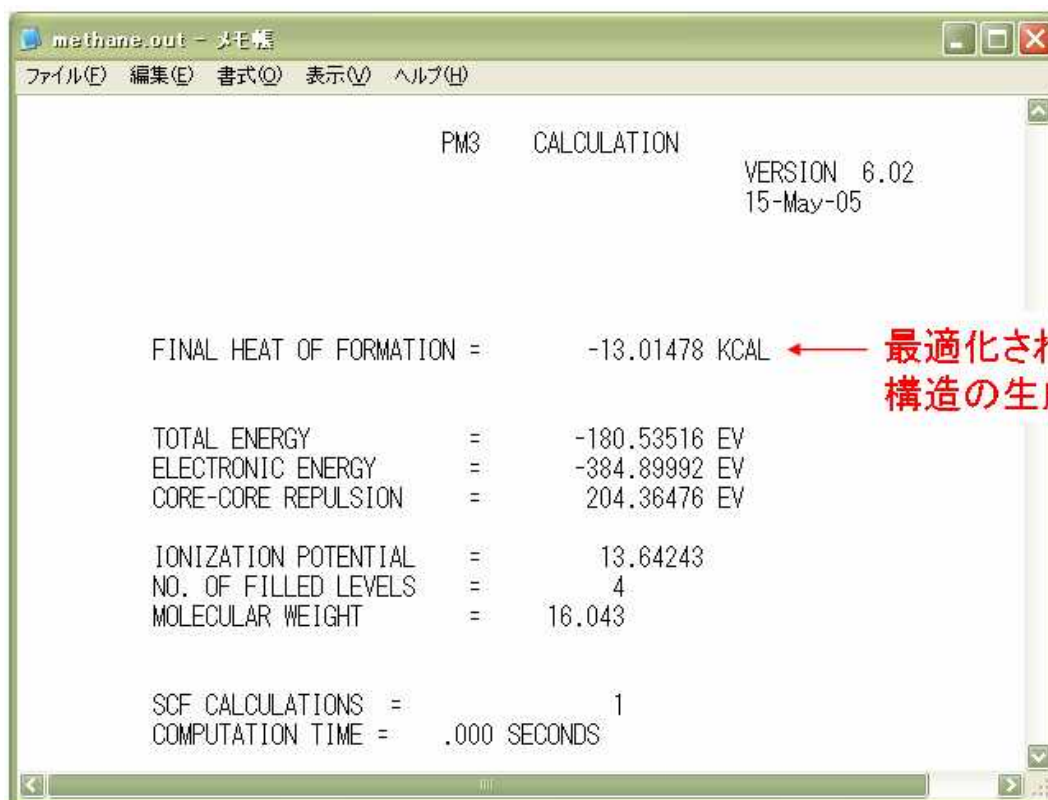 methane.out - メモ帳
ファイル(F) 編集(E) 書式(O) 表示(V) ヘルプ(H)
PM3 CALCULATION
VERSION 6.02
15-May-05
FINAL HEAT OF FORMATION = -13.01478 KCAL ← 最適化され
構造の生
TOTAL ENERGY = -180.53516 EV
ELECTRONIC ENERGY = -384.89992 EV
CORE-CORE REPULSION = 204.36476 EV
IONIZATION POTENTIAL = 13.64243
NO. OF FILLED LEVELS = 4
MOLECULAR WEIGHT = 16.043
SCF CALCULATIONS = 1
COMPUTATION TIME = .000 SECONDS